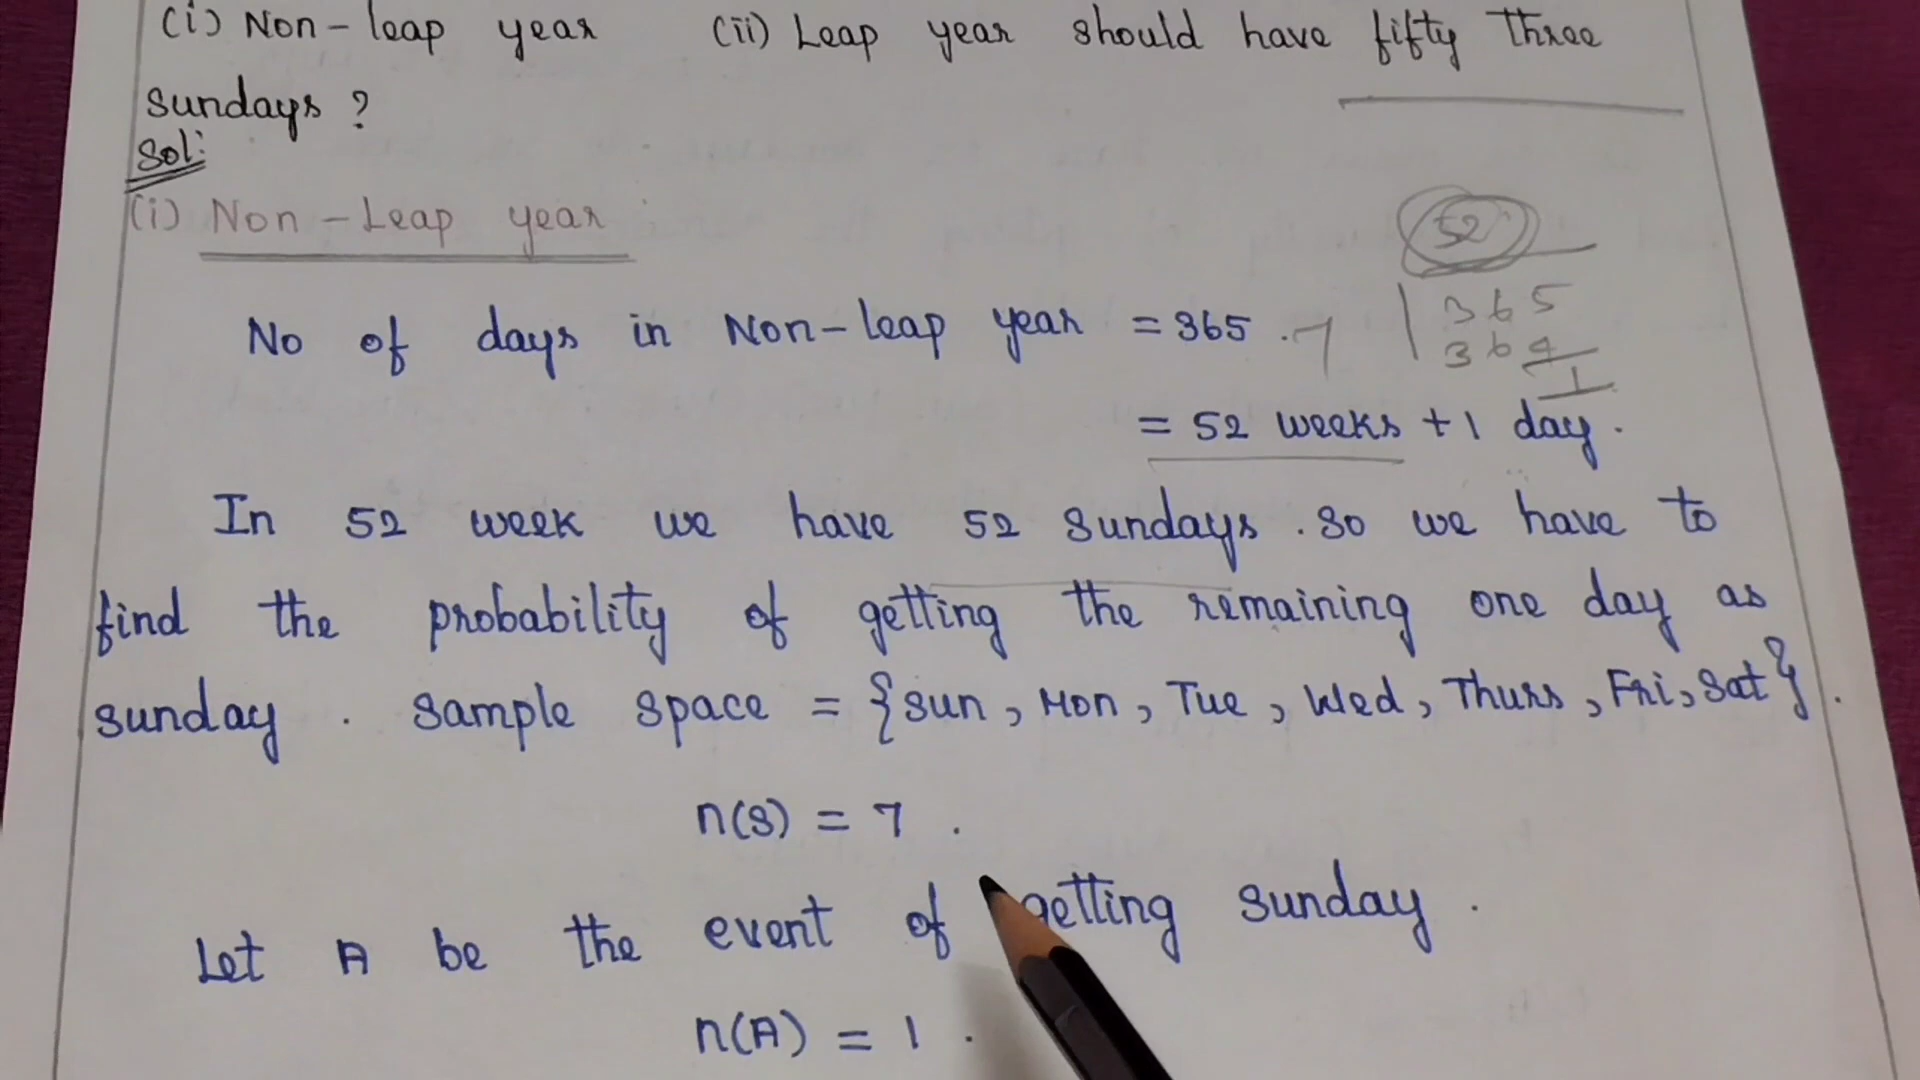 (i) Non-leap year (ii) Leap year should have fifty three
sundays ?
Sol:
(i) Non-Leap year
52
No of days in Non-leap year = 365 . 7 | 365
364
1
= 52 weeks + 1 day.
In 52 week we have 52 sundays . so we have to
find the probability of getting the remaining one day as
sunday . sample space = {sun, Mon, Tue, Wed, Thurs, Fri, sat}.
n(s) = 7 .
Let A be the event of getting sunday .
n(A) = 1 .